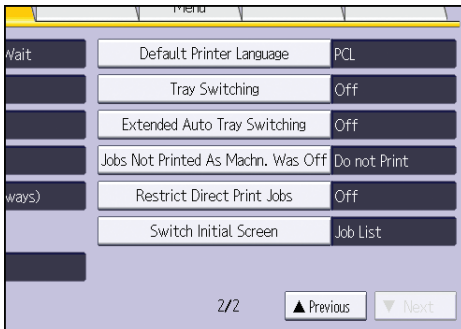 Menu
Wait
Default Printer Language PCL
Tray Switching Off
Extended Auto Tray Switching Off
Jobs Not Printed As Machn. Was Off Do not Print
ways) Restrict Direct Print Jobs Off
Switch Initial Screen Job List
2/2 ▲ Previous ▼ Next